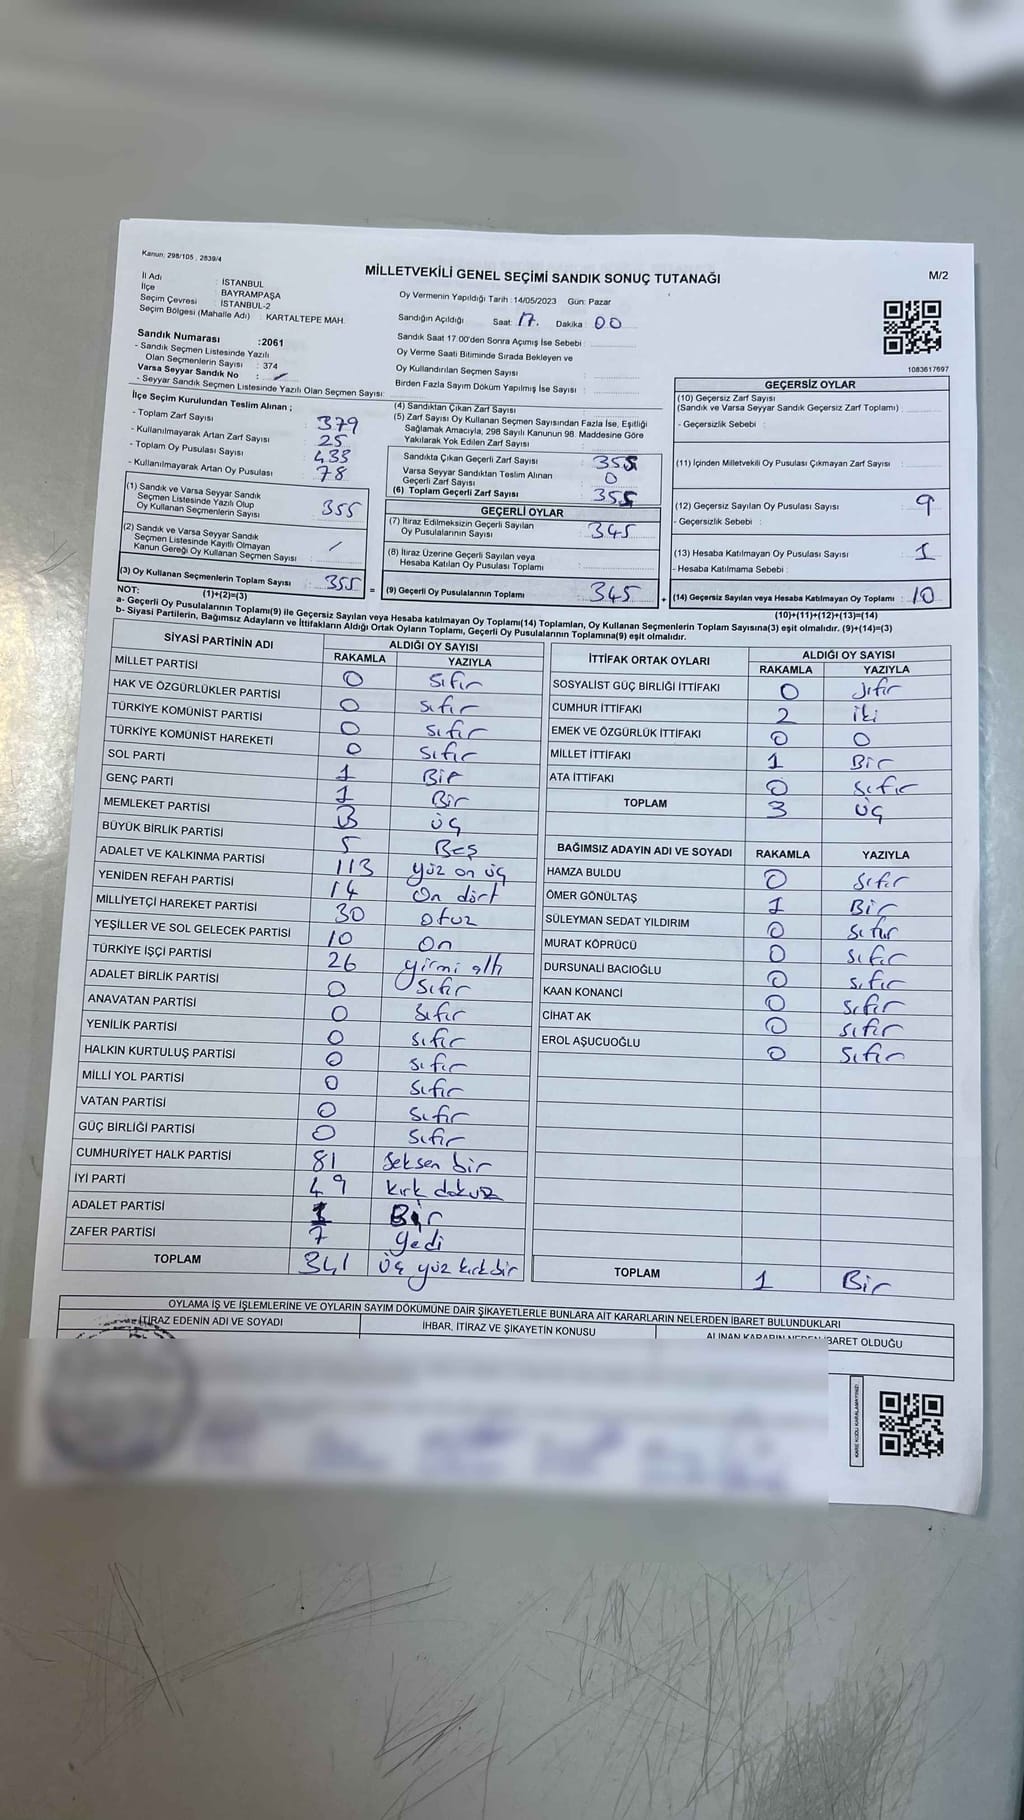 Kanun: 298/105 , 2839/4
MİLLETVEKİLİ GENEL SEÇİMİ SANDIK SONUÇ TUTANAĞI
M/2
İl Adı : İSTANBUL
İlçe : BAYRAMPAŞA
Seçim Çevresi : İSTANBUL-2
Seçim Bölgesi (Mahalle Adı) : KARTALTEPE MAH.
Oy Vermenin Yapıldığı Tarih : 14/05/2023 Gün: Pazar
Sandığın Açıldığı Saat: 17. Dakika : 00
Sandık Saat 17:00'den Sonra Açımış İse Sebebi :
Oy Verme Saati Bitiminde Sırada Bekleyen ve
Oy Kullandırılan Seçmen Sayısı :
Birden Fazla Sayım Döküm Yapılmış İse Sayısı :
1083617697
Sandık Numarası :2061
- Sandık Seçmen Listesinde Yazılı
Olan Seçmenlerin Sayısı : 374
Varsa Seyyar Sandık No :
- Seyyar Sandık Seçmen Listesinde Yazılı Olan Seçmen Sayısı:
İlçe Seçim Kurulundan Teslim Alınan ;
- Toplam Zarf Sayısı : 379
- Kullanılmayarak Artan Zarf Sayısı : 25
- Toplam Oy Pusulası Sayısı : 433
- Kullanılmayarak Artan Oy Pusulası : 78
(1) Sandık ve Varsa Seyyar Sandık
Seçmen Listesinde Yazılı Olup
Oy Kullanan Seçmenlerin Sayısı : 355
(2) Sandık ve Varsa Seyyar Sandık
Seçmen Listesinde Kayıtlı Olmayan
Kanun Gereği Oy Kullanan Seçmen Sayısı : /
(3) Oy Kullanan Seçmenlerin Toplam Sayısı : 355 =
(1)+(2)=(3)
(4) Sandıktan Çıkan Zarf Sayısı :
(5) Zarf Sayısı Oy Kullanan Seçmen Sayısından Fazla İse, Eşitliği
Sağlamak Amacıyla, 298 Sayılı Kanunun 98. Maddesine Göre
Yakılarak Yok Edilen Zarf Sayısı :
Sandıkta Çıkan Geçerli Zarf Sayısı : 355
Varsa Seyyar Sandıktan Teslim Alınan
Geçerli Zarf Sayısı : 0
(6) Toplam Geçerli Zarf Sayısı : 355
GEÇERLİ OYLAR
(7) İtiraz Edilmeksizin Geçerli Sayılan
Oy Pusulalarının Sayısı : 345
(8) İtiraz Üzerine Geçerli Sayılan veya
Hesaba Katılan Oy Pusulası Toplamı :
(9) Geçerli Oy Pusulalarının Toplamı : 345 +
GEÇERSİZ OYLAR
(10) Geçersiz Zarf Sayısı
(Sandık ve Varsa Seyyar Sandık Geçersiz Zarf Toplamı) :
- Geçersizlik Sebebi :
(11) İçinden Milletvekili Oy Pusulası Çıkmayan Zarf Sayısı :
(12) Geçersiz Sayılan Oy Pusulası Sayısı : 9
- Geçersizlik Sebebi :
(13) Hesaba Katılmayan Oy Pusulası Sayısı : 1
- Hesaba Katılmama Sebebi :
(14) Geçersiz Sayılan veya Hesaba Katılmayan Oy Toplamı : 10
(10)+(11)+(12)+(13)=(14)
NOT:
a- Geçerli Oy Pusulalarının Toplamı(9) ile Geçersiz Sayılan veya Hesaba katılmayan Oy Toplamı(14) Toplamları, Oy Kullanan Seçmenlerin Toplam Sayısına(3) eşit olmalıdır. (9)+(14)=(3)
b- Siyasi Partilerin, Bağımsız Adayların ve İttifakların Aldığı Ortak Oyların Toplamı, Geçerli Oy Pusulalarının Toplamına(9) eşit olmalıdır.
SİYASİ PARTİNİN ADI ALDIĞI OY SAYISI
RAKAMLA YAZIYLA
MİLLET PARTİSİ 0 Sıfır
HAK VE ÖZGÜRLÜKLER PARTİSİ 0 Sıfır
TÜRKİYE KOMÜNİST PARTİSİ 0 Sıfır
TÜRKİYE KOMÜNİST HAREKETİ 0 Sıfır
SOL PARTİ 1 Bir
GENÇ PARTİ 1 Bir
MEMLEKET PARTİSİ 3 üç
BÜYÜK BİRLİK PARTİSİ 5 Beş
ADALET VE KALKINMA PARTİSİ 113 yüz on üç
YENİDEN REFAH PARTİSİ 14 On dört
MİLLİYETÇİ HAREKET PARTİSİ 30 otuz
YEŞİLLER VE SOL GELECEK PARTİSİ 10 On
TÜRKİYE İŞÇİ PARTİSİ 26 yirmi altı
ADALET BİRLİK PARTİSİ 0 Sıfır
ANAVATAN PARTİSİ 0 Sıfır
YENİLİK PARTİSİ 0 Sıfır
HALKIN KURTULUŞ PARTİSİ 0 Sıfır
MİLLİ YOL PARTİSİ 0 Sıfır
VATAN PARTİSİ 0 Sıfır
GÜÇ BİRLİĞİ PARTİSİ 0 Sıfır
CUMHURİYET HALK PARTİSİ 81 Seksen bir
İYİ PARTİ 49 kırk dokuz
ADALET PARTİSİ 1 Bir
ZAFER PARTİSİ 7 yedi
TOPLAM 341 üç yüz kırk bir
İTTİFAK ORTAK OYLARI ALDIĞI OY SAYISI
RAKAMLA YAZIYLA
SOSYALİST GÜÇ BİRLİĞİ İTTİFAKI 0 Sıfır
CUMHUR İTTİFAKI 2 iki
EMEK VE ÖZGÜRLÜK İTTİFAKI 0 0
MİLLET İTTİFAKI 1 Bir
ATA İTTİFAKI 0 Sıfır
TOPLAM 3 üç
BAĞIMSIZ ADAYIN ADI VE SOYADI RAKAMLA YAZIYLA
HAMZA BULDU 0 Sıfır
ÖMER GÖNÜLTAŞ 1 Bir
SÜLEYMAN SEDAT YILDIRIM 0 Sıfır
MURAT KÖPRÜCÜ 0 Sıfır
DURSUNALİ BACIOĞLU 0 Sıfır
KAAN KONANCİ 0 Sıfır
CİHAT AK 0 Sıfır
EROL AŞUCUOĞLU 0 Sıfır
TOPLAM 1 Bir
OYLAMA İŞ VE İŞLEMLERİNE VE OYLARIN SAYIM DÖKÜMÜNE DAİR ŞİKAYETLERLE BUNLARA AİT KARARLARIN NELERDEN İBARET BULUNDUKLARI
İTİRAZ EDENİN ADI VE SOYADI İHBAR, İTİRAZ VE ŞİKAYETİN KONUSU ALINAN KARARIN NEDEN İBARET OLDUĞU
KARE KODU KARALAMAYINIZ!